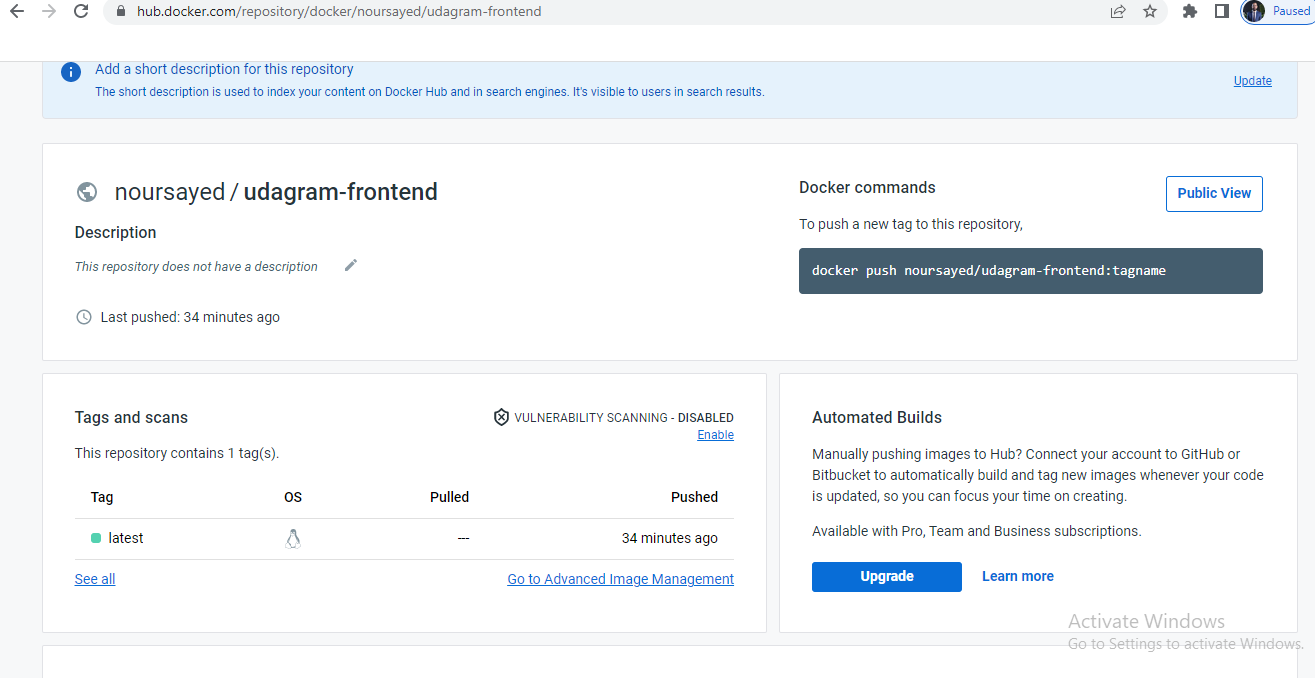 hub.docker.com/repository/docker/noursayed/udagram-frontend
Paused
Add a short description for this repository
The short description is used to index your content on Docker Hub and in search engines. It's visible to users in search results.
Update
noursayed / udagram-frontend
Description
This repository does not have a description
Last pushed: 34 minutes ago
Docker commands
Public View
To push a new tag to this repository,
docker push noursayed/udagram-frontend:tagname
Tags and scans
VULNERABILITY SCANNING - DISABLED
Enable
This repository contains 1 tag(s).
Tag OS Pulled Pushed
latest --- 34 minutes ago
See all Go to Advanced Image Management
Automated Builds
Manually pushing images to Hub? Connect your account to GitHub or
Bitbucket to automatically build and tag new images whenever your code
is updated, so you can focus your time on creating.
Available with Pro, Team and Business subscriptions.
Upgrade Learn more
Activate Windows
Go to Settings to activate Windows.